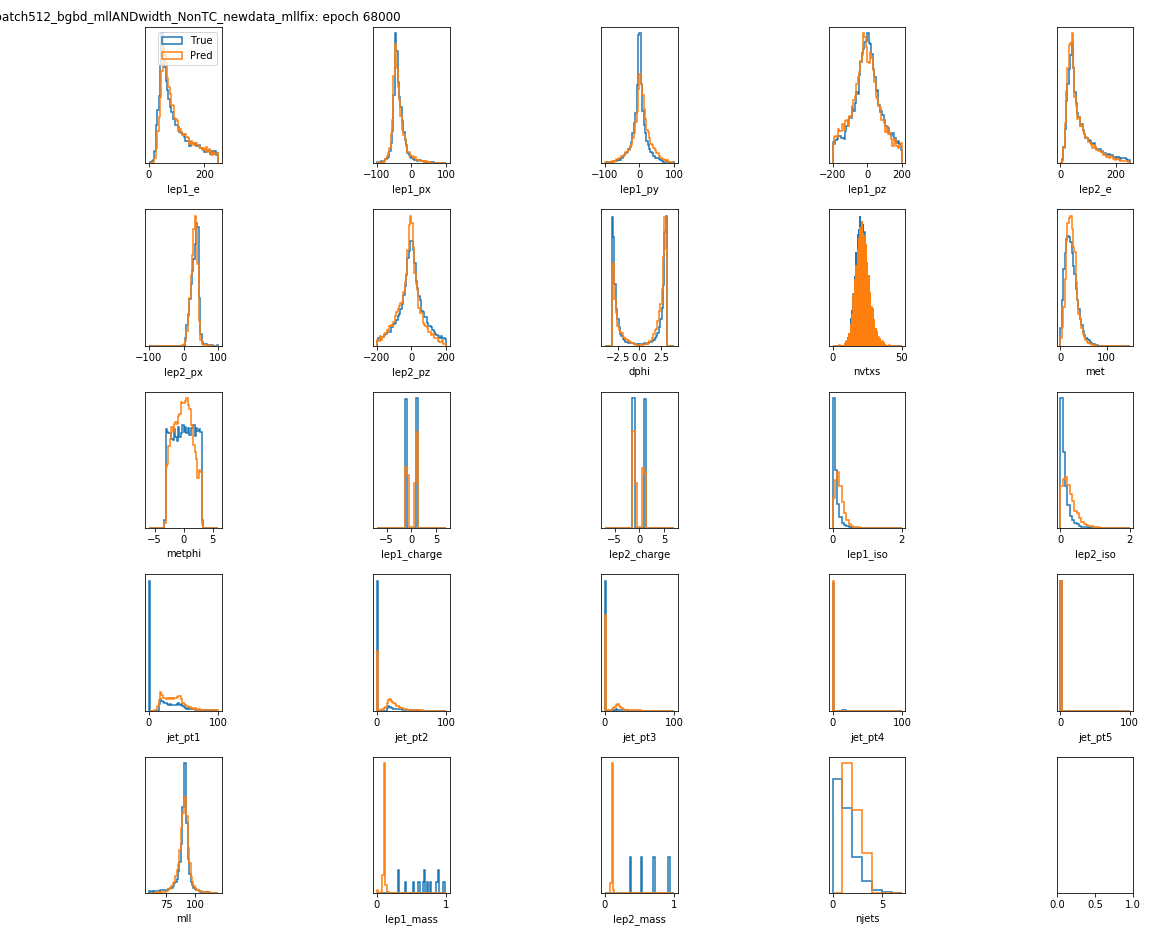 batch512_bgbd_mllANDwidth_NonTC_newdata_mllfix: epoch 68000
True
Pred
0 200
lep1_e
−100 0 100
lep1_px
−100 0 100
lep1_py
−200 0 200
lep1_pz
0 200
lep2_e
−100 0 100
lep2_px
−200 0 200
lep2_pz
−2.5 0.0 2.5
dphi
0 50
nvtxs
0 100
met
−5 0 5
metphi
−5 0 5
lep1_charge
−5 0 5
lep2_charge
0 2
lep1_iso
0 2
lep2_iso
0 100
jet_pt1
0 100
jet_pt2
0 100
jet_pt3
0 100
jet_pt4
0 100
jet_pt5
75 100
mll
0 1
lep1_mass
0 1
lep2_mass
0 5
njets
0.0 0.5 1.0